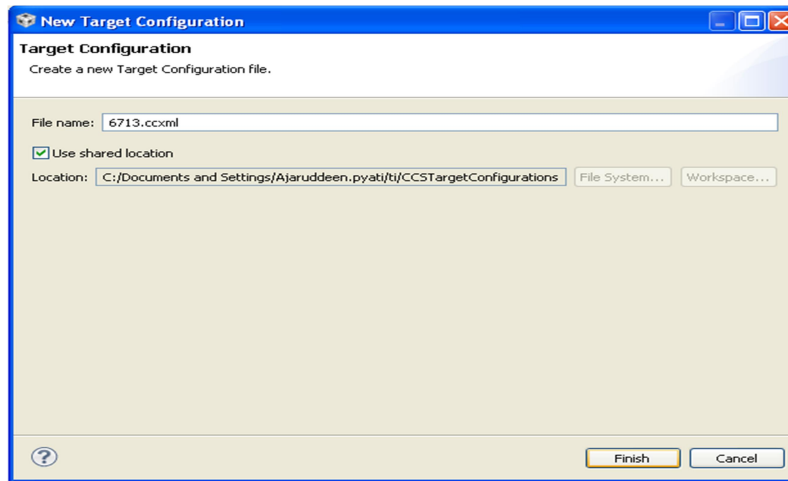 New Target Configuration
Target Configuration
Create a new Target Configuration file.
File name: 6713.ccxml
Use shared location
Location: C:/Documents and Settings/Ajaruddeen.pyati/ti/CCSTargetConfigurations File System... Workspace...
? Finish Cancel